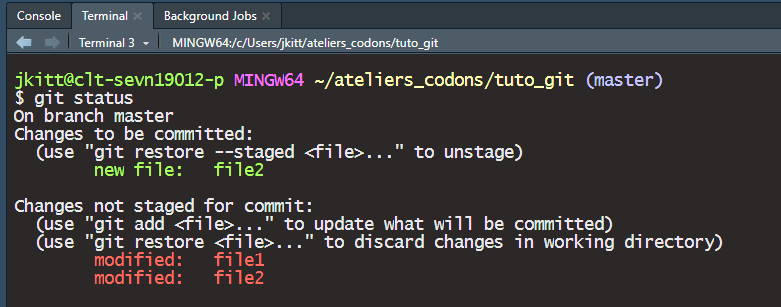 Console Terminal Background Jobs
Terminal 3 MINGW64:/c/Users/jkitt/ateliers_codons/tuto_git
jkitt@clt-sevn19012-p MINGW64 ~/ateliers_codons/tuto_git (master)
$ git status
On branch master
Changes to be committed:
  (use "git restore --staged <file>..." to unstage)
        new file:   file2

Changes not staged for commit:
  (use "git add <file>..." to update what will be committed)
  (use "git restore <file>..." to discard changes in working directory)
        modified:   file1
        modified:   file2